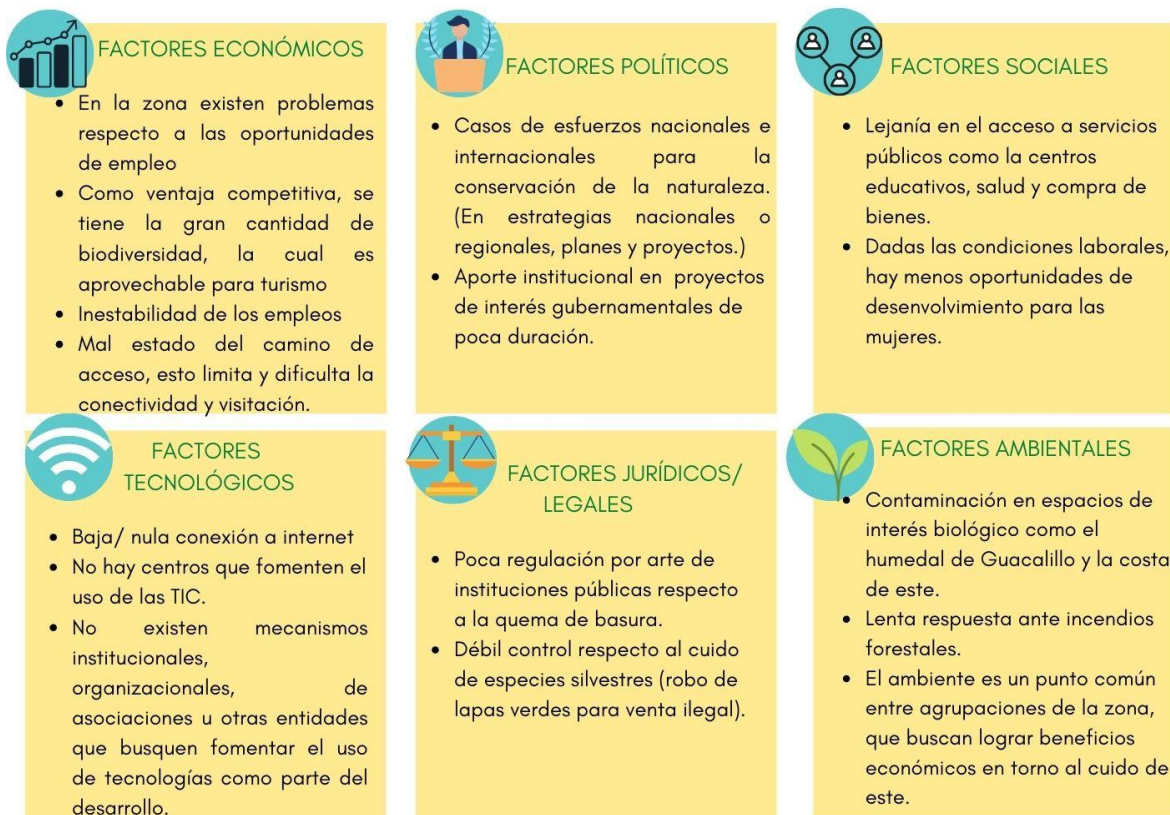 FACTORES ECONÓMICOS
En la zona existen problemas
respecto a las oportunidades
de empleo
Como ventaja competitiva, se
tiene la gran cantidad de
biodiversidad, la cual es
aprovechable para turismo
Inestabilidad de los empleos
Mal estado del camino de
acceso, esto limita y dificulta la
conectividad y visitación.
FACTORES POLÍTICOS
Casos de esfuerzos nacionales e
internacionales para la
conservación de la naturaleza.
(En estrategias nacionales o
regionales, planes y proyectos.)
Aporte institucional en proyectos
de interés gubernamentales de
poca duración.
FACTORES SOCIALES
Lejanía en el acceso a servicios
públicos como la centros
educativos, salud y compra de
bienes.
Dadas las condiciones laborales,
hay menos oportunidades de
desenvolvimiento para las
mujeres.
FACTORES
TECNOLÓGICOS
Baja/ nula conexión a internet
No hay centros que fomenten el
uso de las TIC.
No existen mecanismos
institucionales,
organizacionales, de
asociaciones u otras entidades
que busquen fomentar el uso
de tecnologías como parte del
desarrollo.
FACTORES JURÍDICOS/
LEGALES
Poca regulación por arte de
instituciones públicas respecto
a la quema de basura.
Débil control respecto al cuido
de especies silvestres (robo de
lapas verdes para venta ilegal).
FACTORES AMBIENTALES
Contaminación en espacios de
interés biológico como el
humedal de Guacalillo y la costa
de este.
Lenta respuesta ante incendios
forestales.
El ambiente es un punto común
entre agrupaciones de la zona,
que buscan lograr beneficios
económicos en torno al cuido de
este.